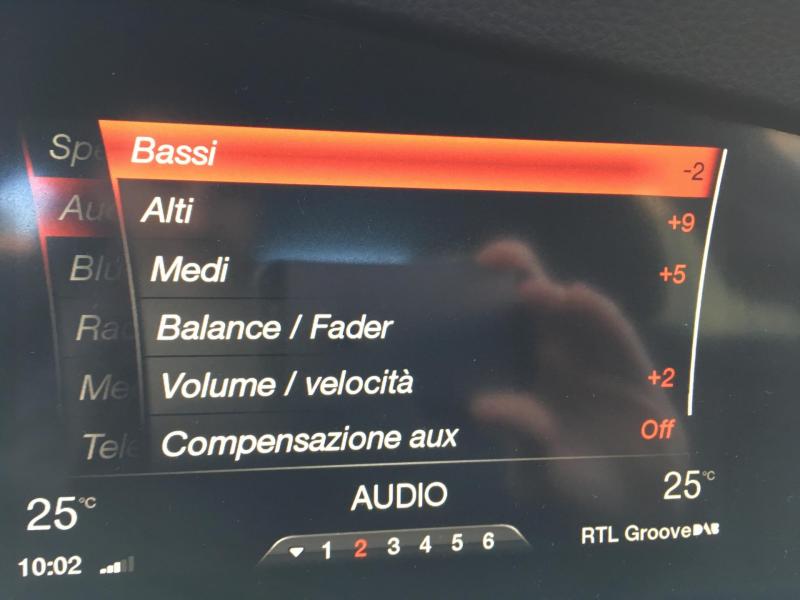 Bassi -2
Alti +9
Medi +5
Balance / Fader
Volume / velocità +2
Compensazione aux Off
25°C AUDIO 25°C
10:02 1 2 3 4 5 6 RTL Groove DAB